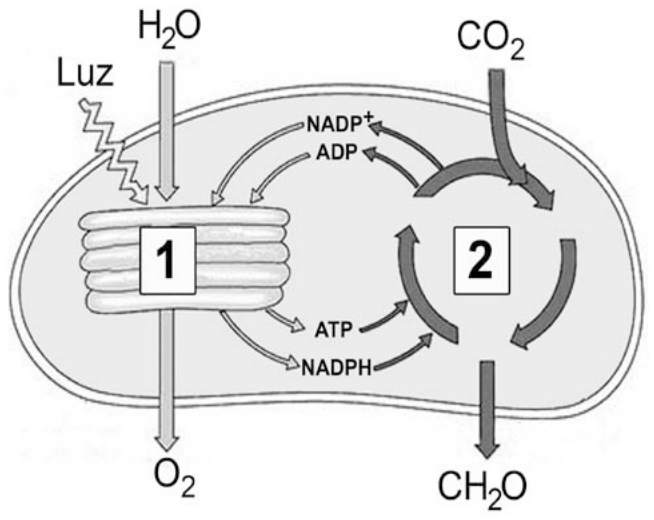 H₂O
CO₂
Luz
NADP⁺
ADP
1
2
ATP
NADPH
O₂
CH₂O